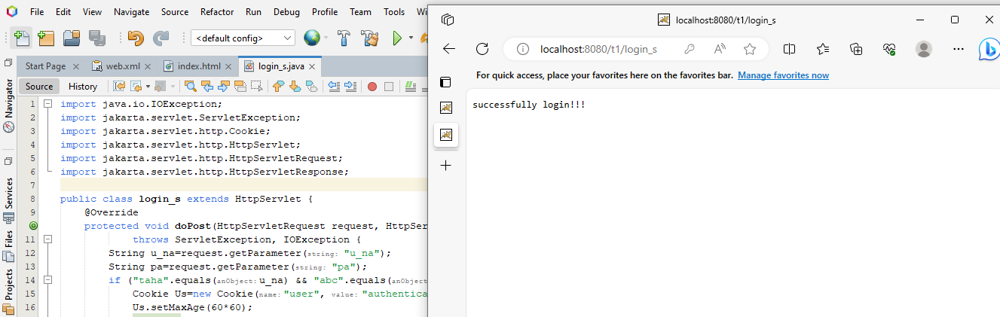 File Edit View Navigate Source Refactor Run Debug Profile Team Tools Wi
<default config>
Start Page web.xml index.html login_s.java
Source History
Navigator
Services
Files
Projects
1 import java.io.IOException;
2 import jakarta.servlet.ServletException;
3 import jakarta.servlet.http.Cookie;
4 import jakarta.servlet.http.HttpServlet;
5 import jakarta.servlet.http.HttpServletRequest;
6 import jakarta.servlet.http.HttpServletResponse;
7
8 public class login_s extends HttpServlet {
9 @Override
protected void doPost(HttpServletRequest request, HttpSer
11 throws ServletException, IOException {
12 String u_na=request.getParameter(string: "u_na");
13 String pa=request.getParameter(string: "pa");
14 if ("taha".equals(anObject: u_na) && "abc".equals(anObject
15 Cookie Us=new Cookie(name: "user", value: "authentica
16 Us.setMaxAge(60*60);
localhost:8080/t1/login_s
localhost:8080/t1/login_s
For quick access, place your favorites here on the favorites bar. Manage favorites now
successfully login!!!